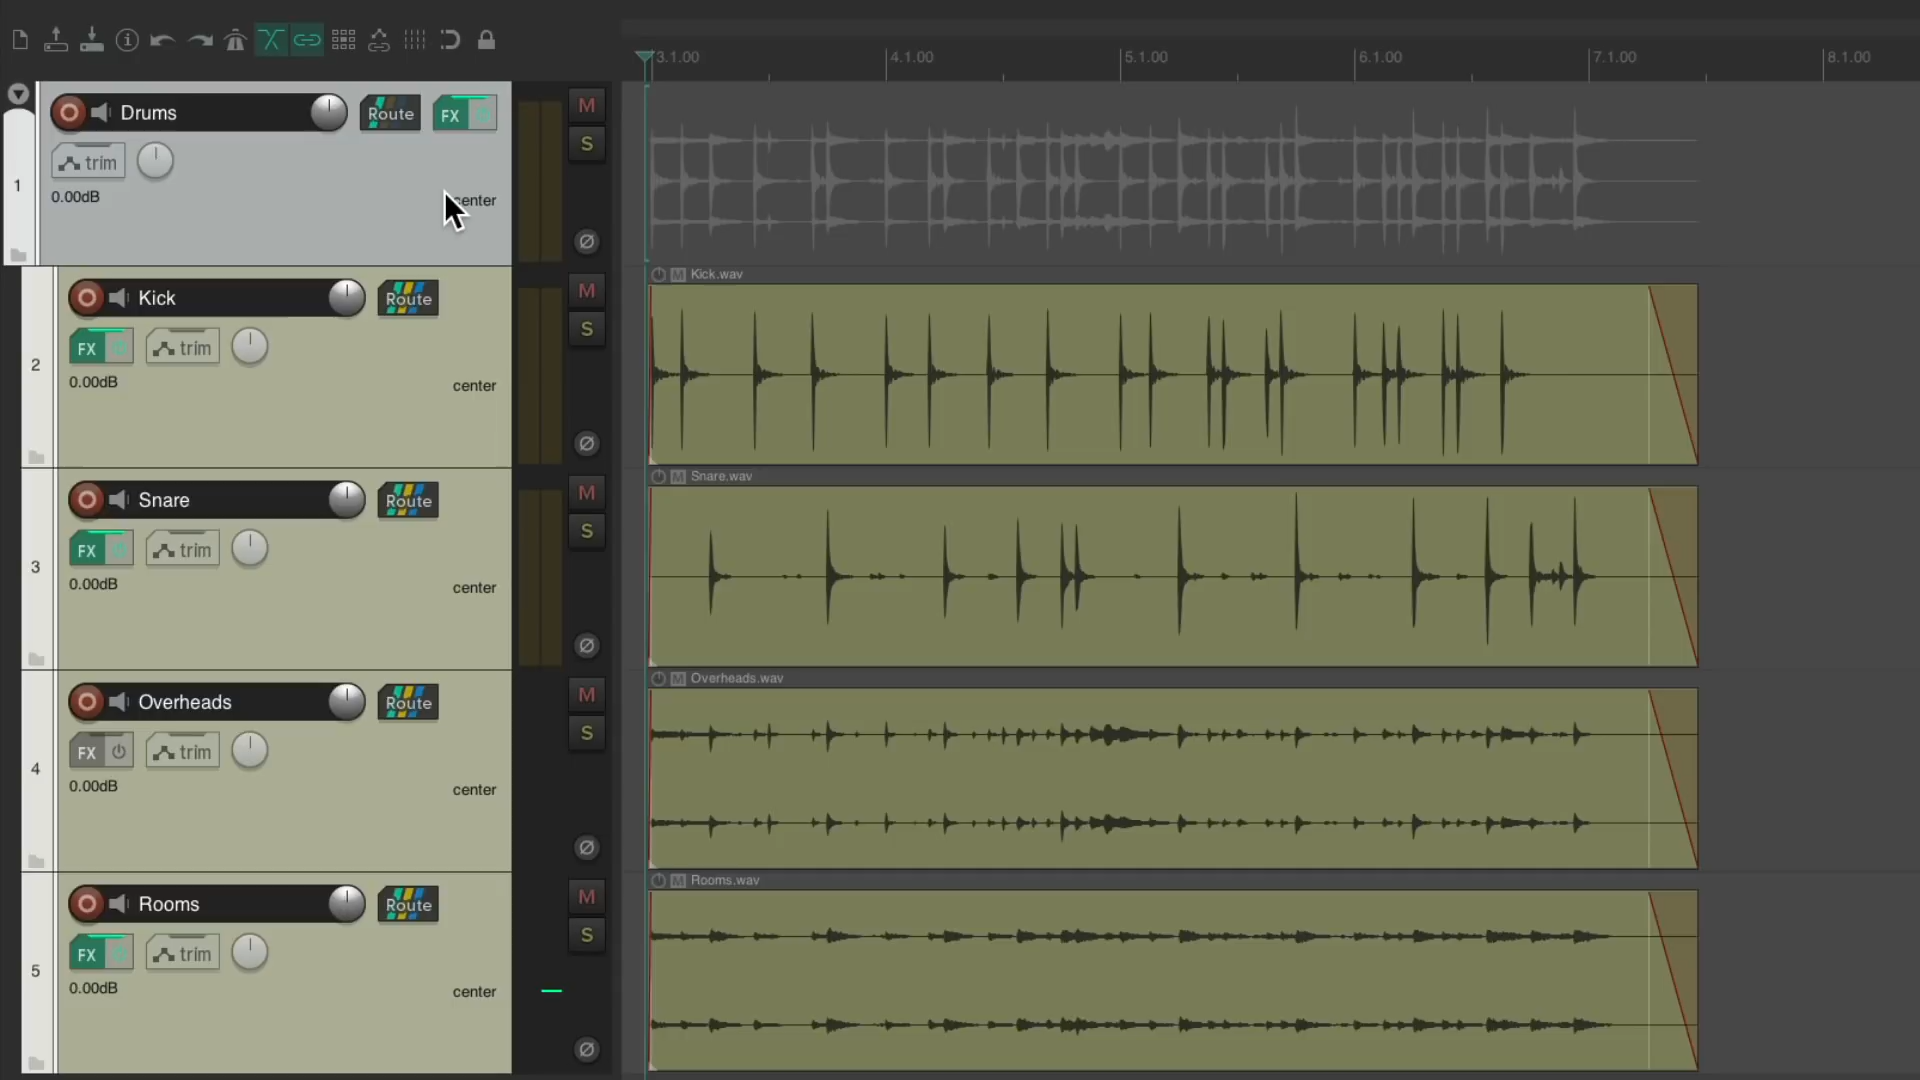 3.1.00 4.1.00 5.1.00 6.1.00 7.1.00 8.1.00
1 Drums Route FX M
trim S
0.00dB center
Kick.wav
2 Kick Route M
FX trim S
0.00dB center
Snare.wav
3 Snare Route M
FX trim S
0.00dB center
Overheads.wav
4 Overheads Route M
FX trim S
0.00dB center
Rooms.wav
5 Rooms Route M
FX trim S
0.00dB center